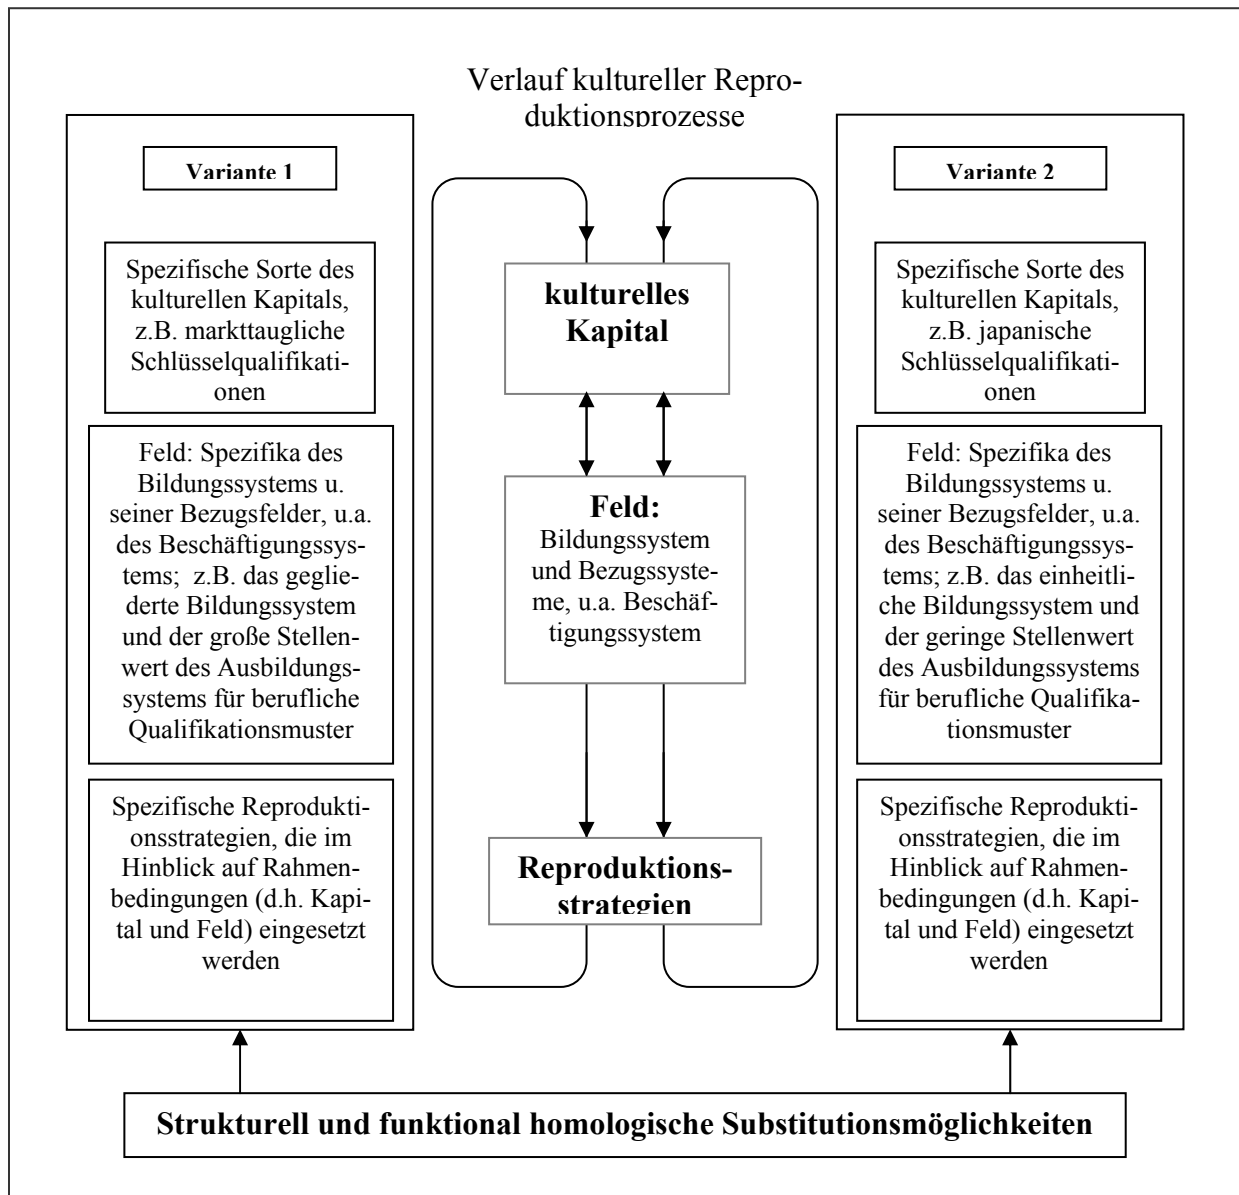 Verlauf kultureller Repro-
duktionsprozesse
Variante 1
Spezifische Sorte des
kulturellen Kapitals,
z.B. markttaugliche
Schlüsselqualifikati-
onen
Feld: Spezifika des
Bildungssystems u.
seiner Bezugsfelder, u.a.
des Beschäftigungssys-
tems;  z.B. das geglie-
derte Bildungssystem
und der große Stellen-
wert des Ausbildungs-
systems für berufliche
Qualifikationsmuster
Spezifische Reprodukti-
onsstrategien, die im
Hinblick auf Rahmen-
bedingungen (d.h. Kapi-
tal und Feld) eingesetzt
werden
kulturelles
Kapital
Feld:
Bildungssystem
und Bezugssyste-
me, u.a. Beschäf-
tigungssystem
Reproduktions-
strategien
Variante 2
Spezifische Sorte des
kulturellen Kapitals,
z.B. japanische
Schlüsselqualifikati-
onen
Feld: Spezifika des
Bildungssystems u.
seiner Bezugsfelder, u.a.
des Beschäftigungssys-
tems; z.B. das einheitli-
che Bildungssystem und
der geringe Stellenwert
des Ausbildungssystems
für berufliche Qualifika-
tionsmuster
Spezifische Reprodukti-
onsstrategien, die im
Hinblick auf Rahmen-
bedingungen (d.h. Kapi-
tal und Feld) eingesetzt
werden
Strukturell und funktional homologische Substitutionsmöglichkeiten